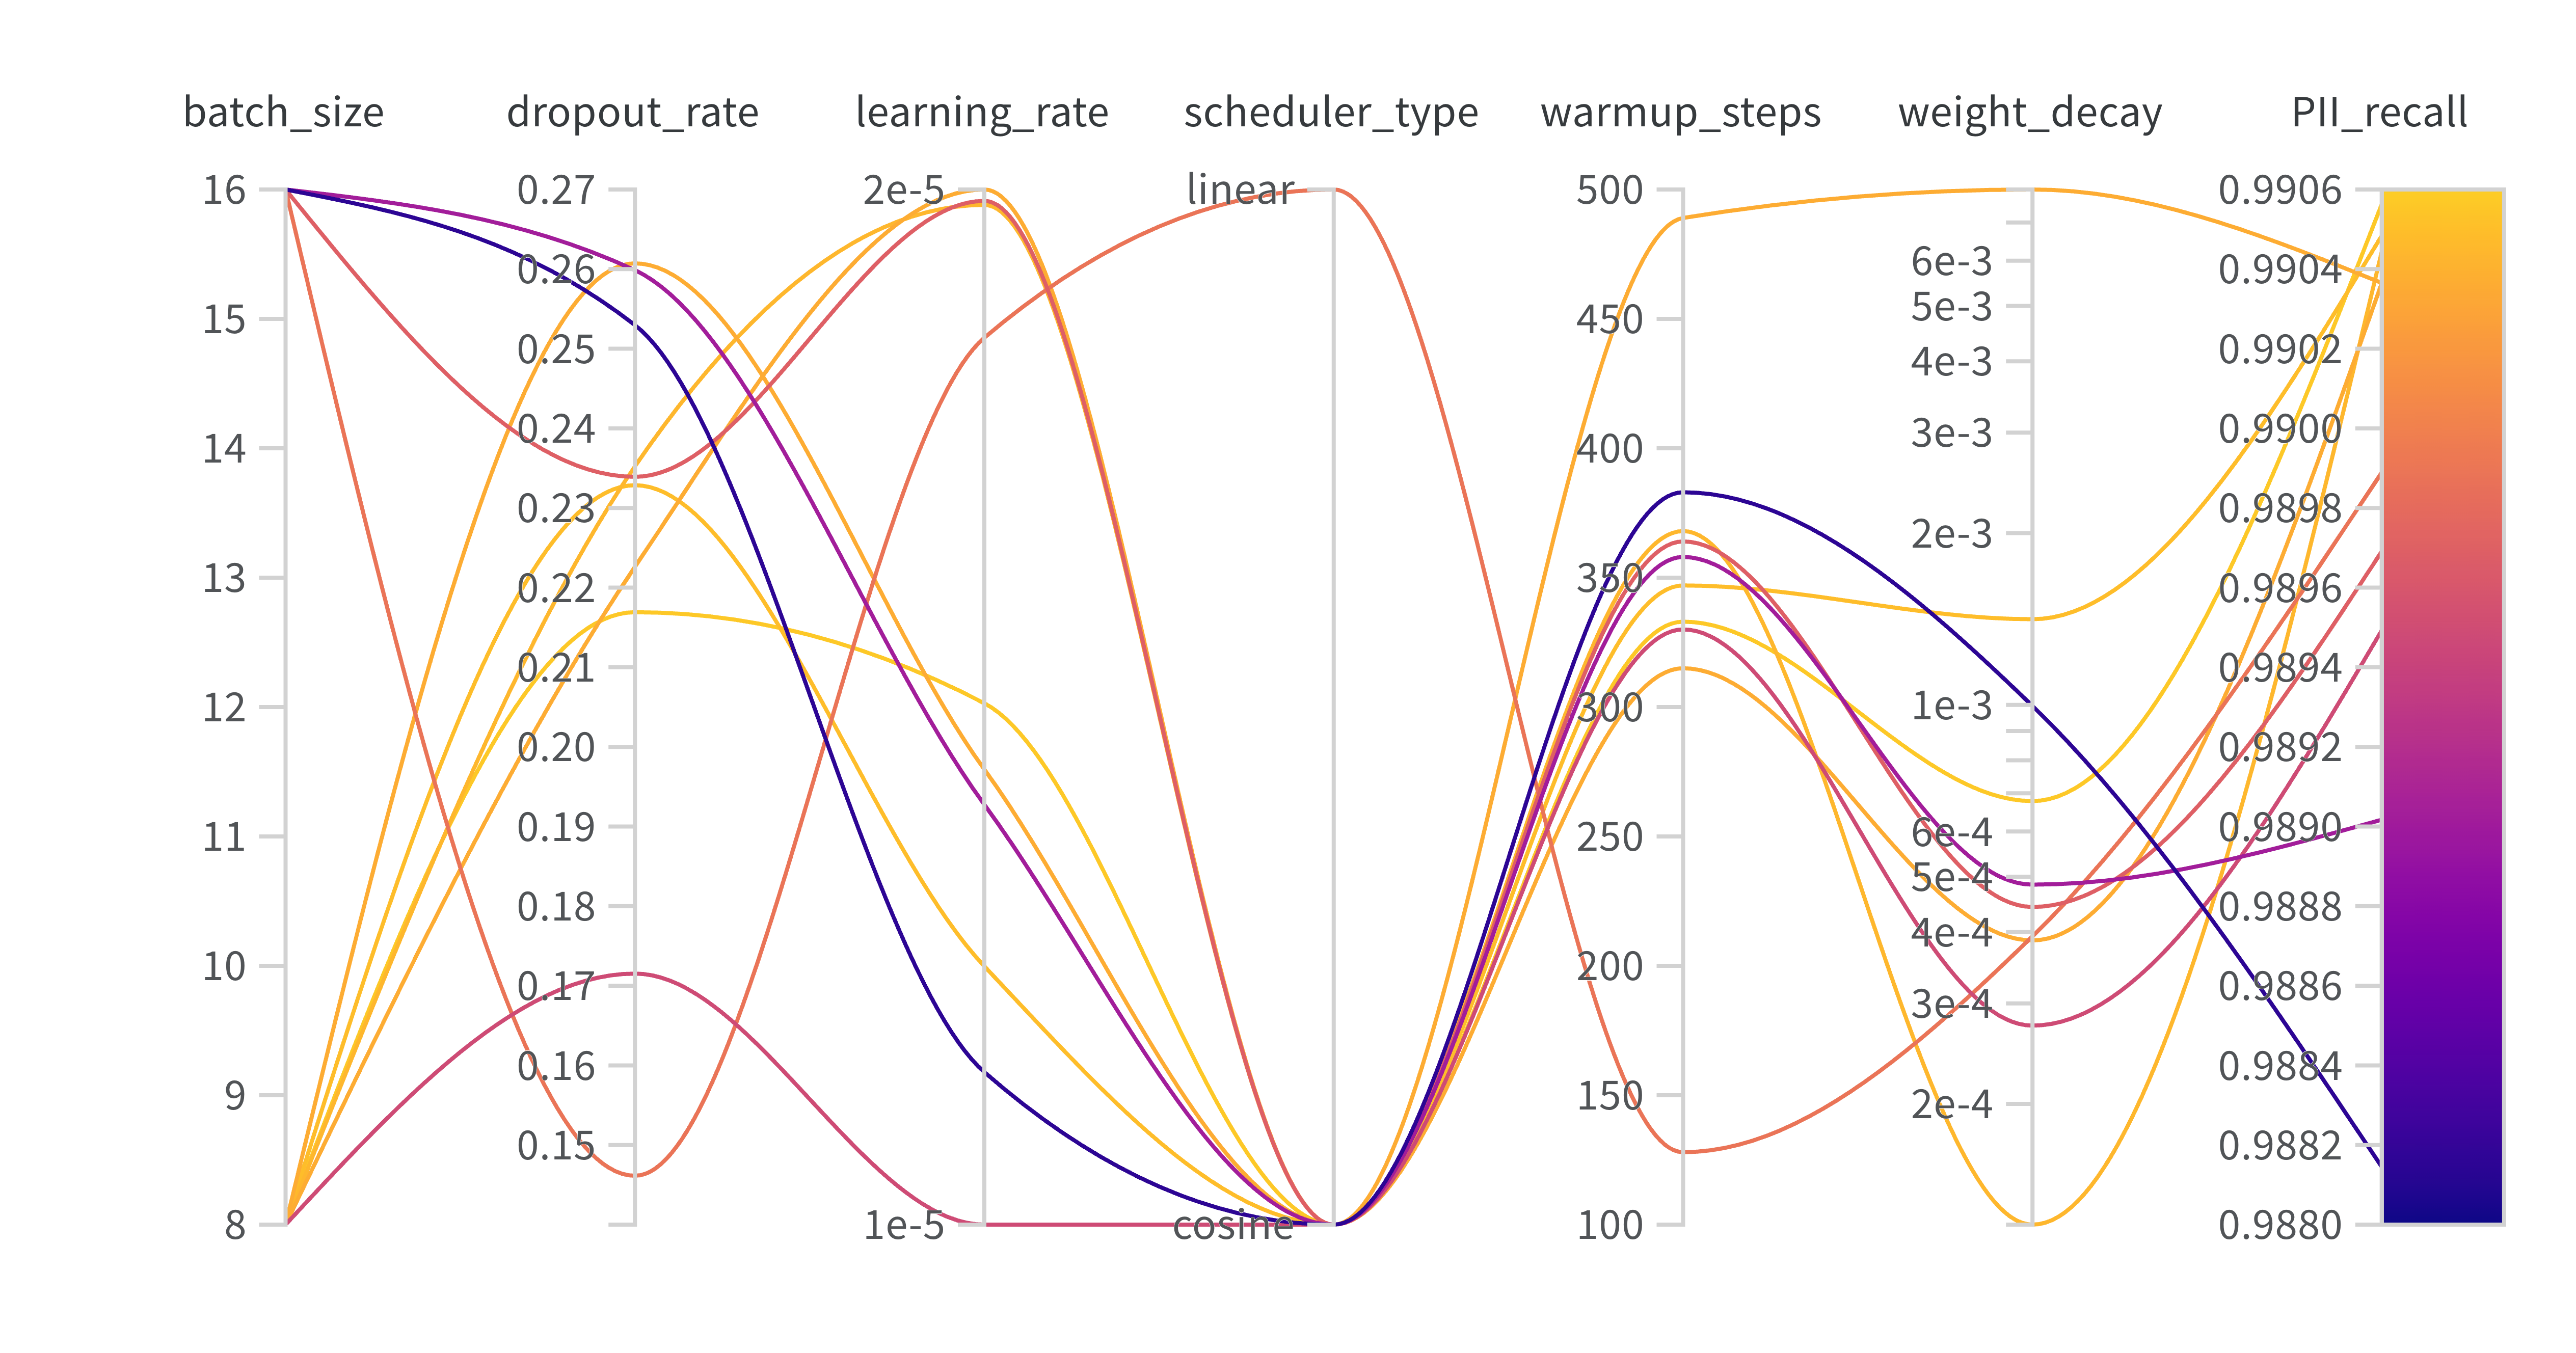 batch_size dropout_rate learning_rate scheduler_type warmup_steps weight_decay PII_recall
16
15
14
13
12
11
10
9
8
0.27
0.26
0.25
0.24
0.23
0.22
0.21
0.20
0.19
0.18
0.17
0.16
0.15
2e-5
1e-5
linear
cosine
500
450
400
350
300
250
200
150
100
6e-3
5e-3
4e-3
3e-3
2e-3
1e-3
6e-4
5e-4
4e-4
3e-4
2e-4
0.9906
0.9904
0.9902
0.9900
0.9898
0.9896
0.9894
0.9892
0.9890
0.9888
0.9886
0.9884
0.9882
0.9880